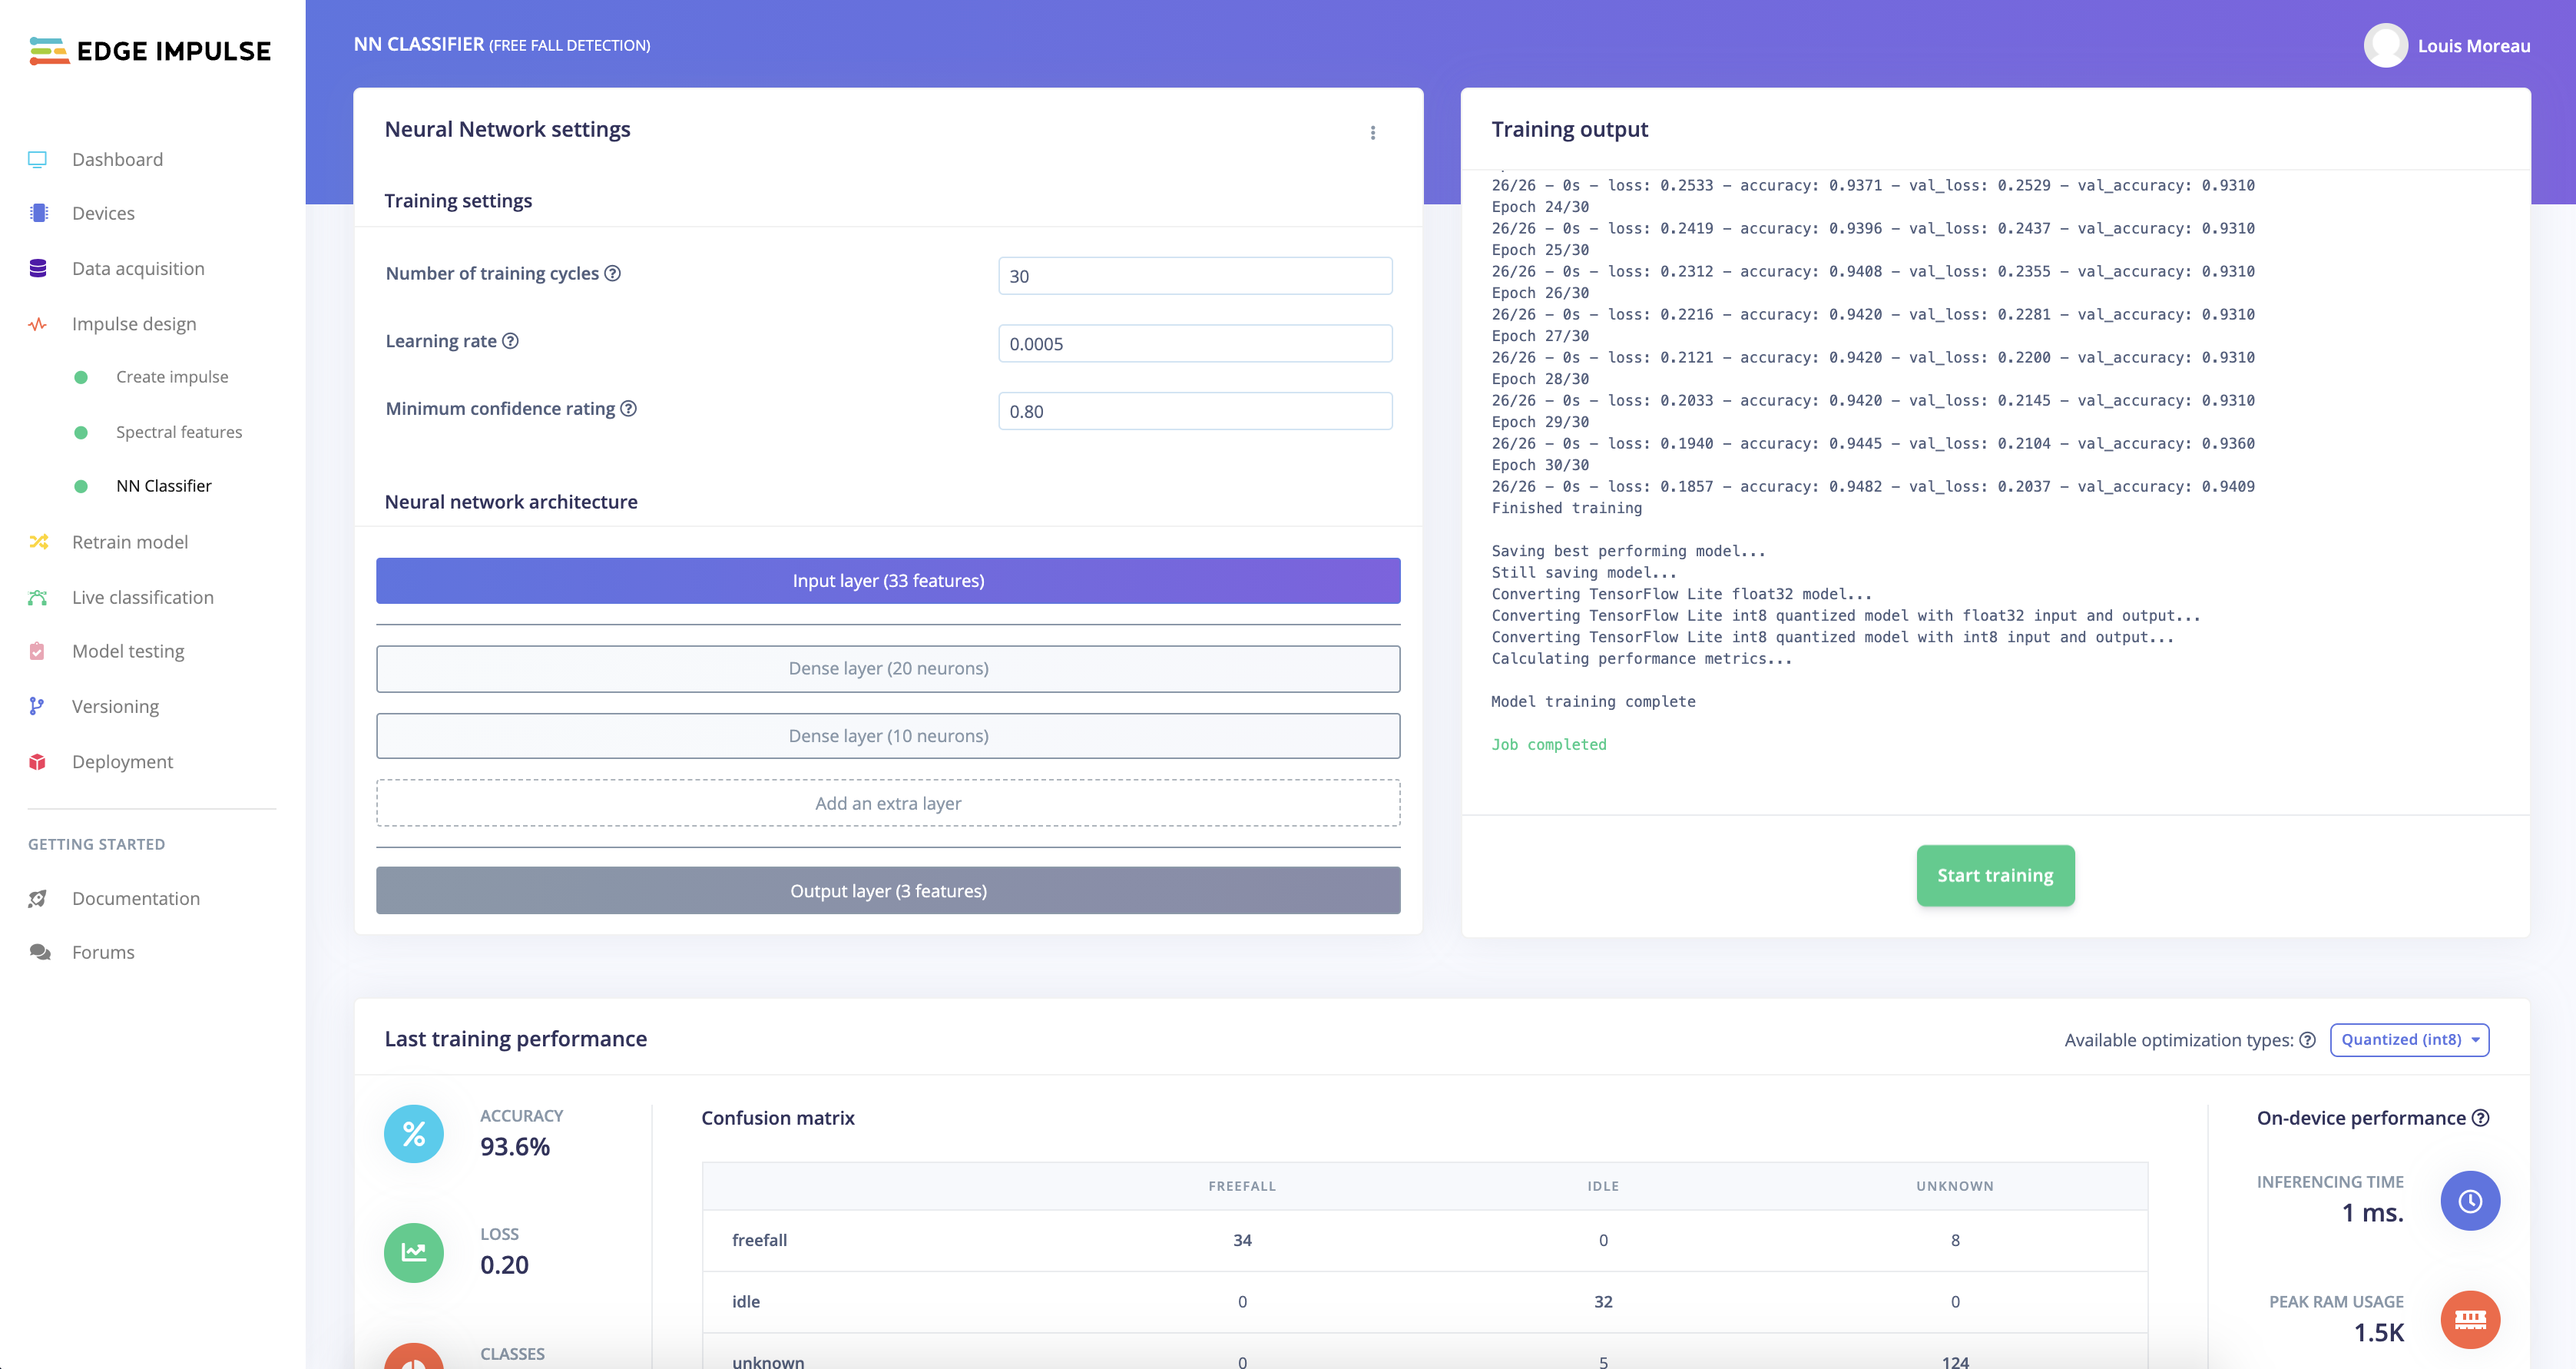 EDGE IMPULSE
Dashboard
Devices
Data acquisition
Impulse design
Create impulse
Spectral features
NN Classifier
Retrain model
Live classification
Model testing
Versioning
Deployment
GETTING STARTED
Documentation
Forums
NN CLASSIFIER (FREE FALL DETECTION)
Louis Moreau
Neural Network settings
Training settings
Number of training cycles
30
Learning rate
0.0005
Minimum confidence rating
0.80
Neural network architecture
Input layer (33 features)
Dense layer (20 neurons)
Dense layer (10 neurons)
Add an extra layer
Output layer (3 features)
Training output
26/26 - 0s - loss: 0.2533 - accuracy: 0.9371 - val_loss: 0.2529 - val_accuracy: 0.9310
Epoch 24/30
26/26 - 0s - loss: 0.2419 - accuracy: 0.9396 - val_loss: 0.2437 - val_accuracy: 0.9310
Epoch 25/30
26/26 - 0s - loss: 0.2312 - accuracy: 0.9408 - val_loss: 0.2355 - val_accuracy: 0.9310
Epoch 26/30
26/26 - 0s - loss: 0.2216 - accuracy: 0.9420 - val_loss: 0.2281 - val_accuracy: 0.9310
Epoch 27/30
26/26 - 0s - loss: 0.2121 - accuracy: 0.9420 - val_loss: 0.2200 - val_accuracy: 0.9310
Epoch 28/30
26/26 - 0s - loss: 0.2033 - accuracy: 0.9420 - val_loss: 0.2145 - val_accuracy: 0.9310
Epoch 29/30
26/26 - 0s - loss: 0.1940 - accuracy: 0.9445 - val_loss: 0.2104 - val_accuracy: 0.9360
Epoch 30/30
26/26 - 0s - loss: 0.1857 - accuracy: 0.9482 - val_loss: 0.2037 - val_accuracy: 0.9409
Finished training
Saving best performing model...
Still saving model...
Converting TensorFlow Lite float32 model...
Converting TensorFlow Lite int8 quantized model with float32 input and output...
Converting TensorFlow Lite int8 quantized model with int8 input and output...
Calculating performance metrics...
Model training complete
Job completed
Start training
Last training performance
Available optimization types: Quantized (int8)
ACCURACY
93.6%
LOSS
0.20
CLASSES
Confusion matrix
FREEFALL IDLE UNKNOWN
freefall 34 0 8
idle 0 32 0
unknown 0 5 124
On-device performance
INFERENCING TIME
1 ms.
PEAK RAM USAGE
1.5K